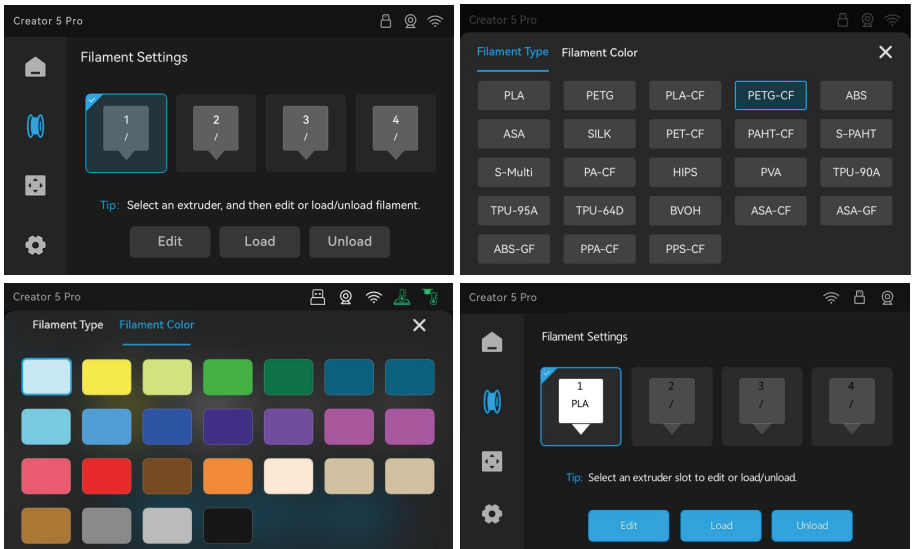 Creator 5 Pro
Filament Settings
1 2 3 4
/ / / /
Tip: Select an extruder, and then edit or load/unload filament.
Edit Load Unload
Creator 5 Pro
Filament Type Filament Color
PLA PETG PLA-CF PETG-CF ABS
ASA SILK PET-CF PAHT-CF S-PAHT
S-Multi PA-CF HIPS PVA TPU-90A
TPU-95A TPU-64D BVOH ASA-CF ASA-GF
ABS-GF PPA-CF PPS-CF
Creator 5 Pro
Filament Type Filament Color
Creator 5 Pro
Filament Settings
1 2 3 4
PLA / / /
Tip: Select an extruder slot to edit or load/unload.
Edit Load Unload